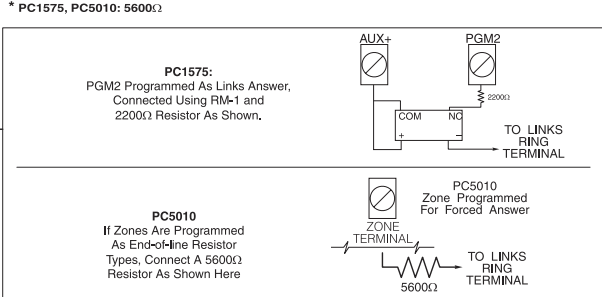 * PC1575, PC5010: 5600Ω
PC1575:
PGM2 Programmed As Links Answer,
Connected Using RM-1 and
2200Ω Resistor As Shown.
AUX+
PGM2
2200Ω
COM
NC
+
–
TO LINKS
RING
TERMINAL
PC5010
If Zones Are Programmed
As End-of-line Resistor
Types, Connect A 5600Ω
Resistor As Shown Here
ZONE
TERMINAL
PC5010
Zone Programmed
For Forced Answer
5600Ω
TO LINKS
RING
TERMINAL